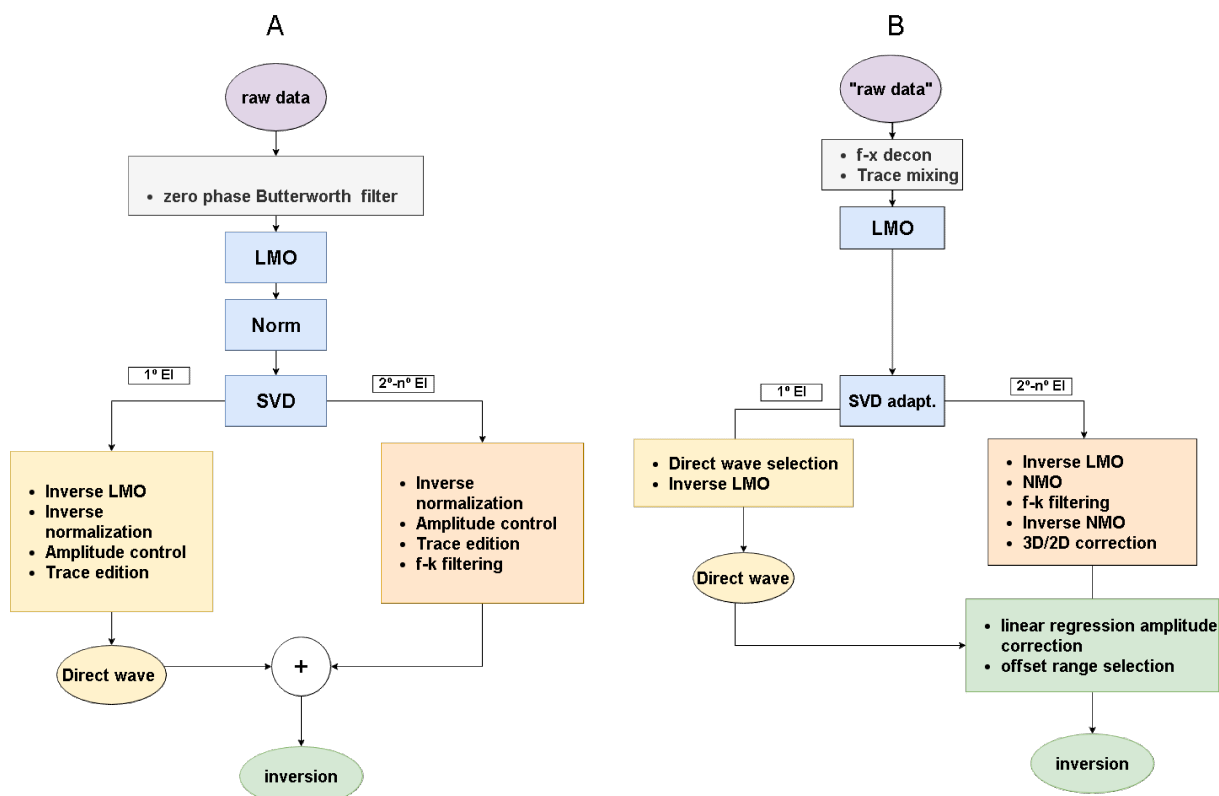 A
raw data
• zero phase Butterworth filter
LMO
Norm
1º EI
2º-nº EI
SVD
• Inverse LMO
• Inverse
normalization
• Amplitude control
• Trace edition
• Inverse
normalization
• Amplitude control
• Trace edition
• f-k filtering
Direct wave
+
inversion
B
"raw data"
• f-x decon
• Trace mixing
LMO
1º EI
2º-nº EI
SVD adapt.
• Direct wave selection
• Inverse LMO
• Inverse LMO
• NMO
• f-k filtering
• Inverse NMO
• 3D/2D correction
Direct wave
• linear regression amplitude
correction
• offset range selection
inversion